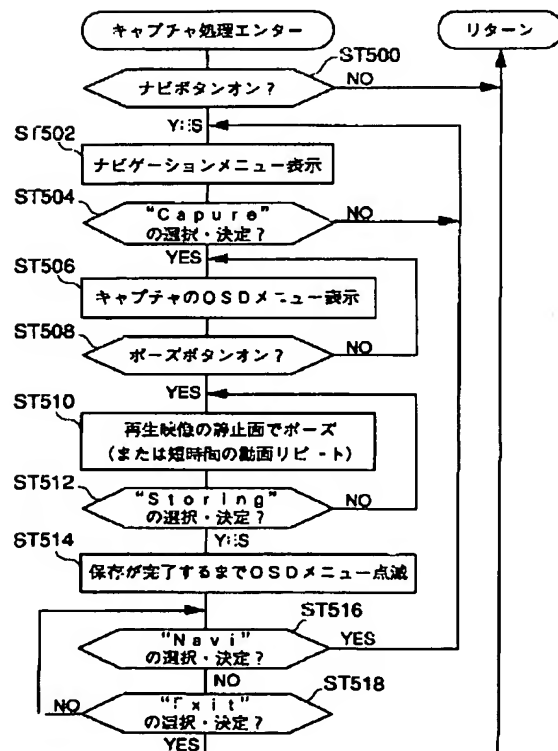 キャプチャ処理エンター
リターン
ST500
ナビボタンオン?
NO
YES
ST502
ナビゲーションメニュー表示
ST504
"Capure"
の選択・決定?
NO
YES
ST506
キャプチャのOSDメニュー表示
ST508
ポーズボタンオン?
NO
YES
ST510
再生映像の静止画でポーズ
(または短時間の動画リピート)
ST512
"Storing"
の選択・決定?
NO
YES
ST514
保存が完了するまでOSDメニュー点滅
ST516
"Navi"
の選択・決定?
YES
NO
ST518
"Exit"
の選択・決定?
NO
YES